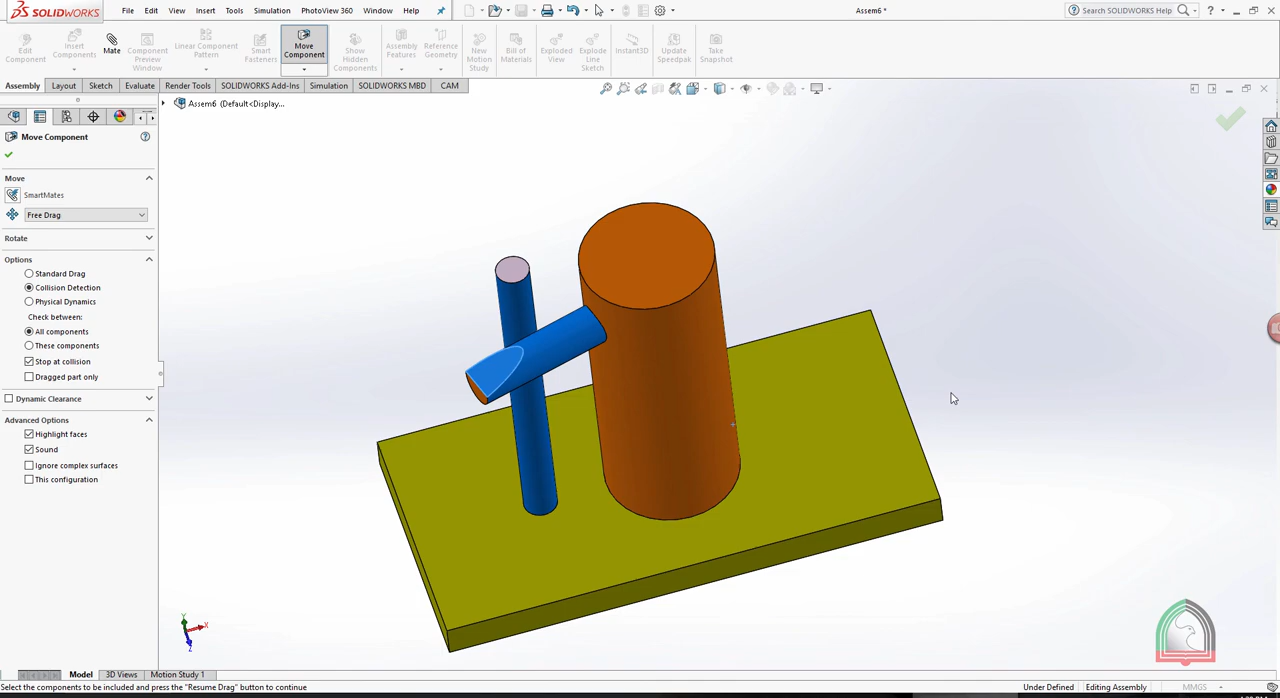 SOLIDWORKS File Edit View Insert Tools Simulation PhotoView 360 Window Help Assem6 * Search SOLIDWORKS Help
Edit Component
Insert Components
Mate
Component Preview Window
Linear Component Pattern
Smart Fasteners
Move Component
Show Hidden Components
Assembly Features
Reference Geometry
New Motion Study
Bill of Materials
Exploded View
Explode Line Sketch
Instant3D
Update Speedpak
Take Snapshot
Assembly Layout Sketch Evaluate Render Tools SOLIDWORKS Add-Ins Simulation SOLIDWORKS MBD CAM
Assem6 (Default<Display...
Move Component
Move
SmartMates
Free Drag
Rotate
Options
Standard Drag
Collision Detection
Physical Dynamics
Check between:
All components
These components
Stop at collision
Dragged part only
Dynamic Clearance
Advanced Options
Highlight faces
Sound
Ignore complex surfaces
This configuration
Y
X
Z
Model 3D Views Motion Study 1
Select the components to be included and press the "Resume Drag" button to continue Under Defined Editing Assembly MMGS